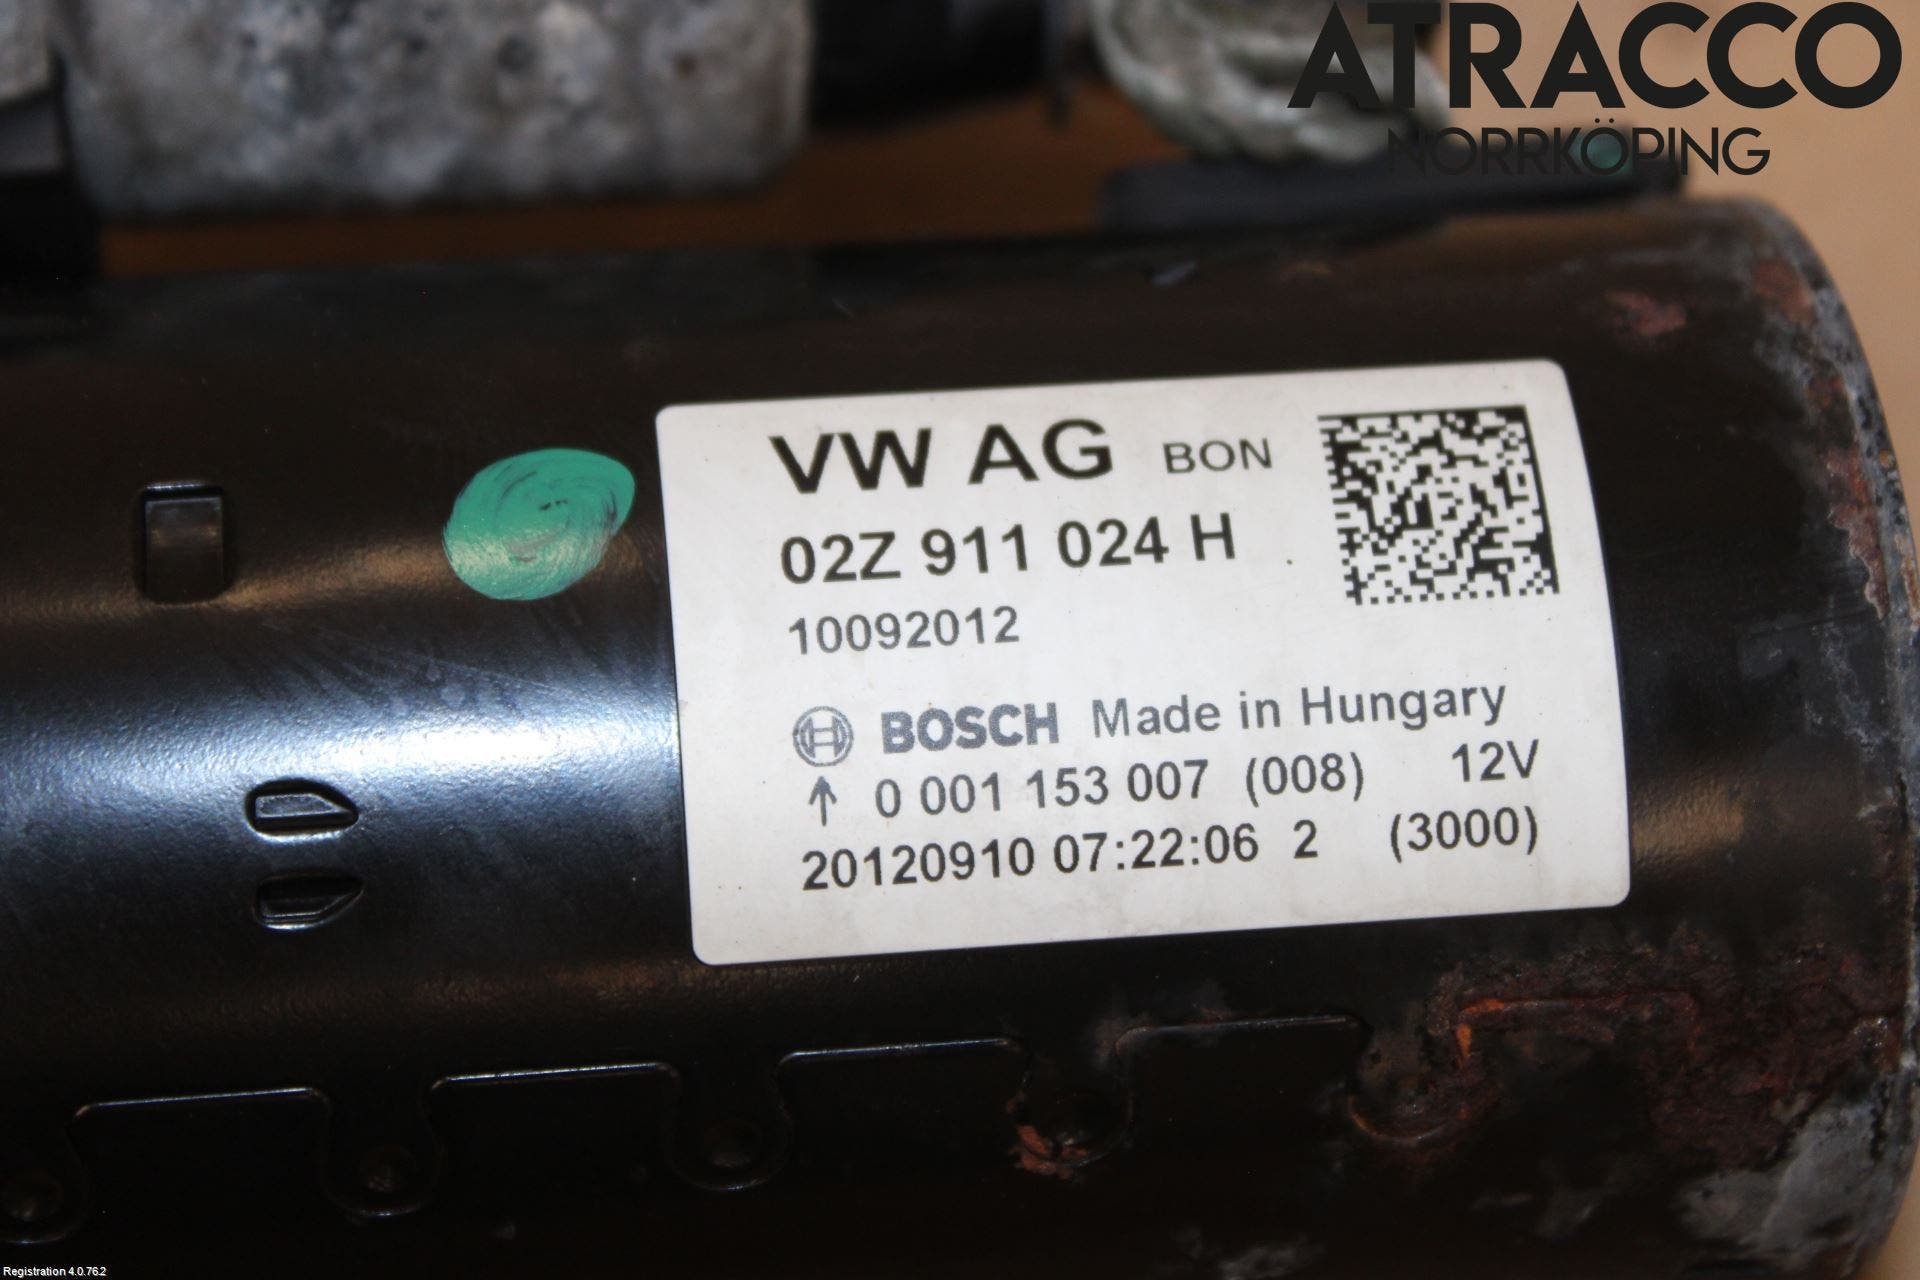 ATRACCO
NORRKÖPING
VW AG BON
02Z 911 024 H
10092012
BOSCH Made in Hungary
↑ 0 001 153 007 (008) 12V
20120910 07:22:06 2 (3000)
Registration 4.0.76.2